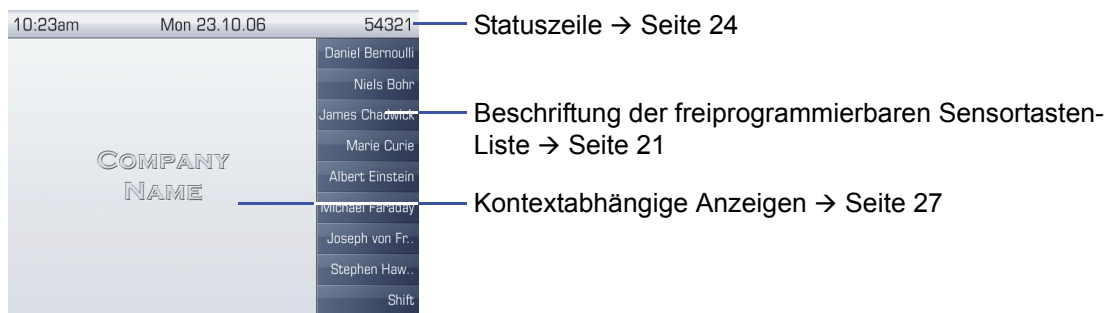 10:23am Mon 23.10.06 54321
Statuszeile → Seite 24
Daniel Bernoulli
Niels Bohr
James Chadwick
Marie Curie
Albert Einstein
Michael Faraday
Joseph von Fr..
Stephen Haw..
Shift
COMPANY
NAME
Beschriftung der freiprogrammierbaren Sensortasten-
Liste → Seite 21
Kontextabhängige Anzeigen → Seite 27